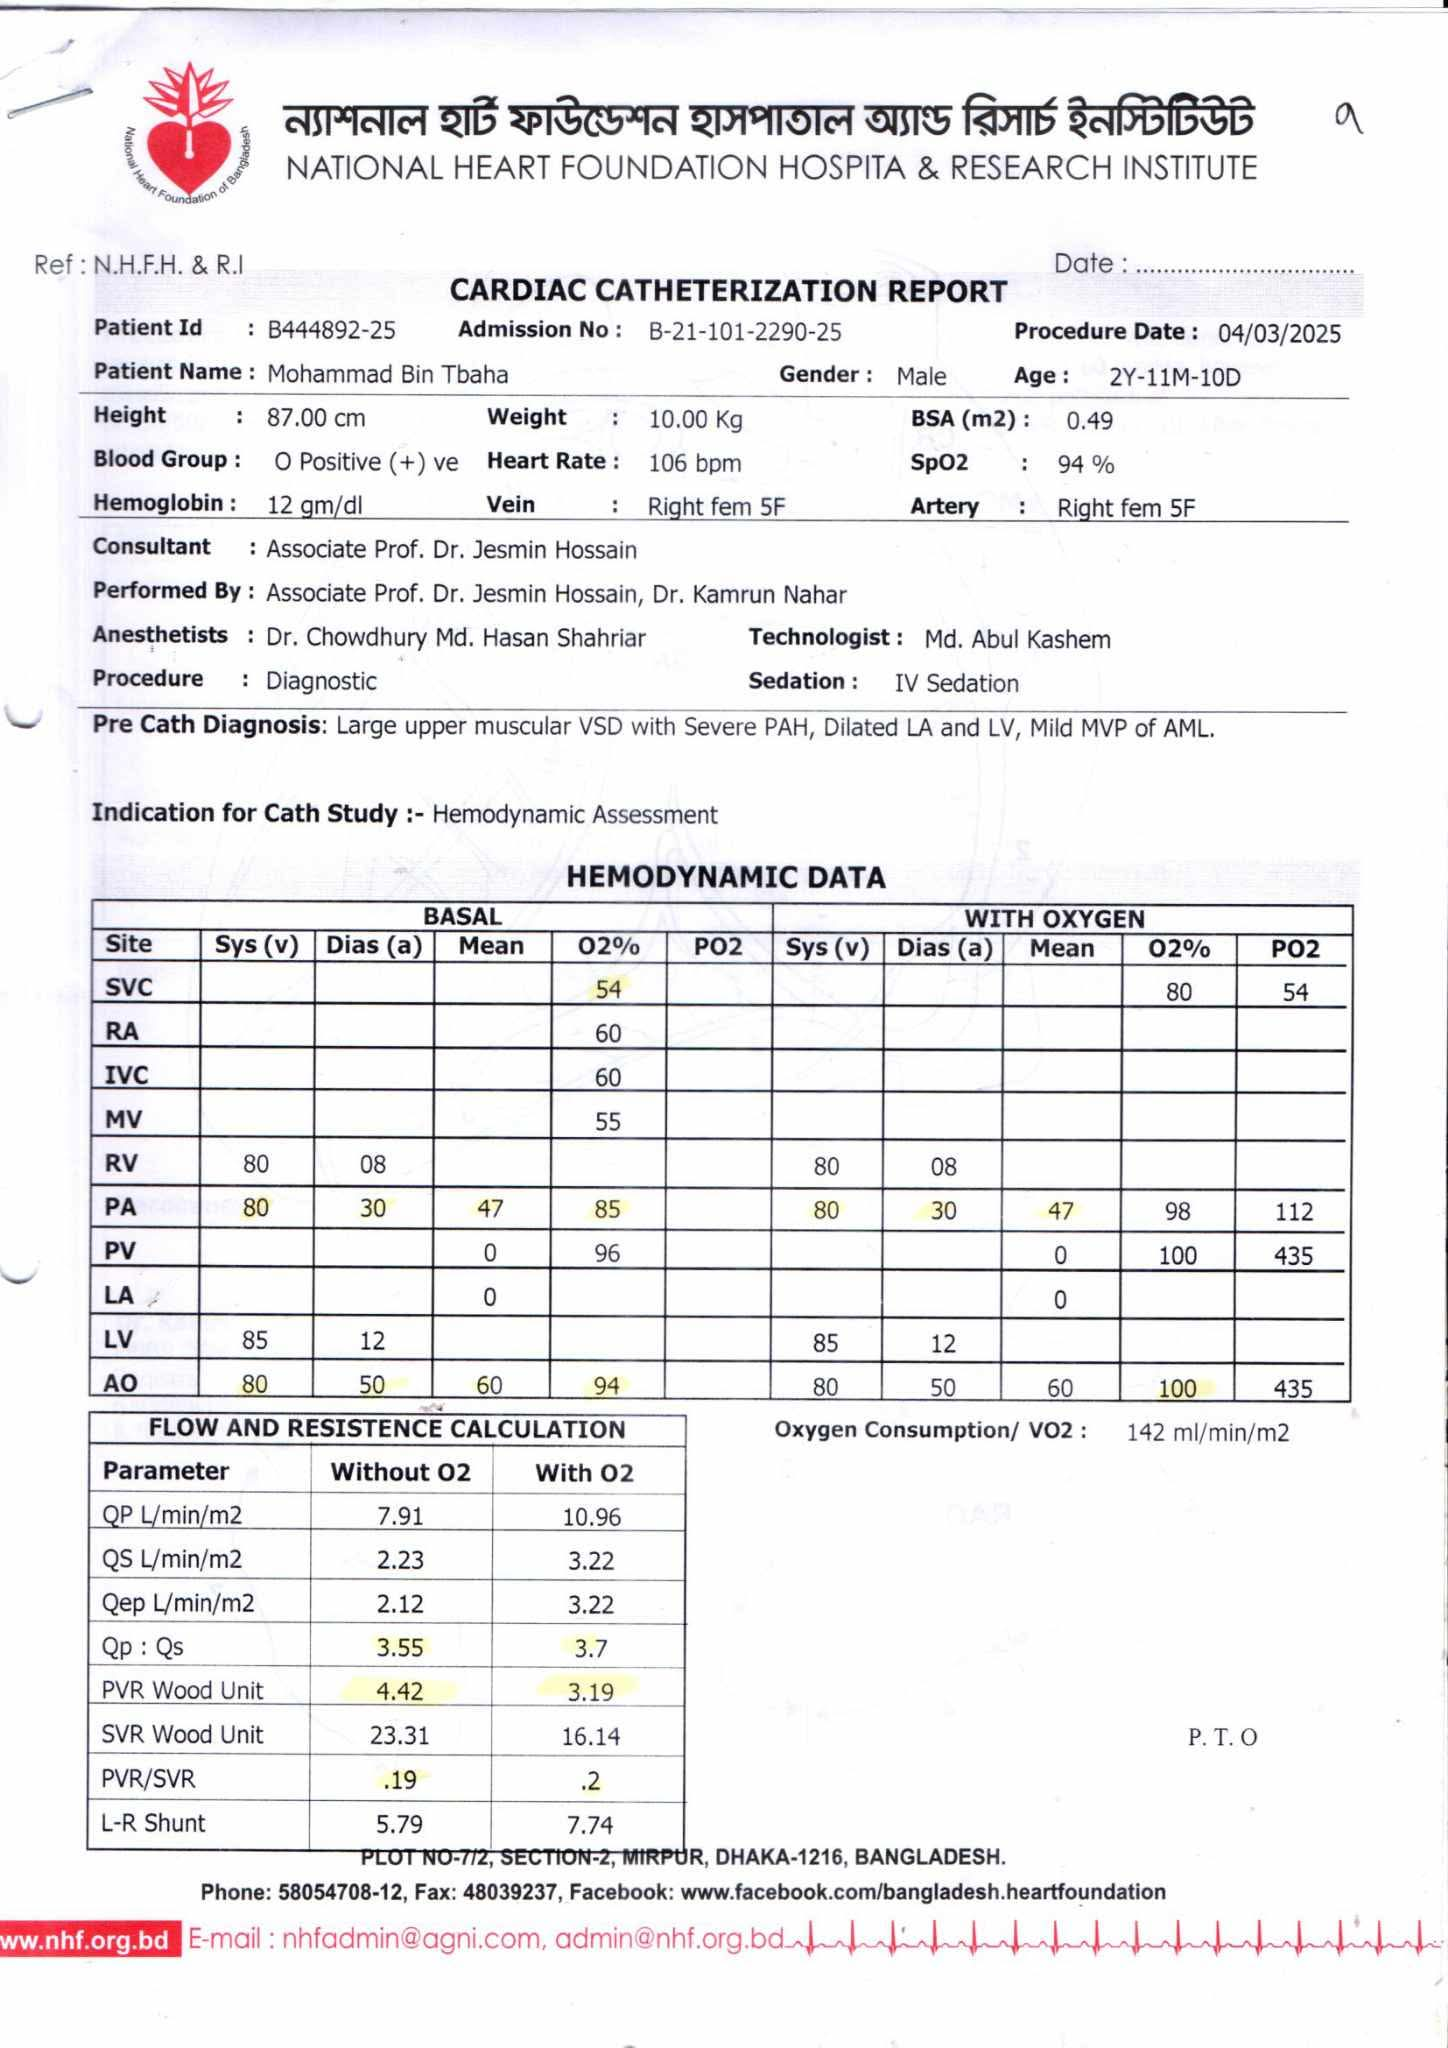 ন্যাশনাল হার্ট ফাউন্ডেশন হাসপাতাল অ্যান্ড রিসার্চ ইনস্টিটিউট
NATIONAL HEART FOUNDATION HOSPITA & RESEARCH INSTITUTE
National Heart Foundation of Bangladesh
Ref : N.H.F.H. & R.I Date : ...............................
CARDIAC CATHETERIZATION REPORT
Patient Id : B444892-25 Admission No : B-21-101-2290-25 Procedure Date : 04/03/2025
Patient Name : Mohammad Bin Tbaha Gender : Male Age : 2Y-11M-10D
Height : 87.00 cm Weight : 10.00 Kg BSA (m2) : 0.49
Blood Group : O Positive (+) ve Heart Rate : 106 bpm SpO2 : 94 %
Hemoglobin : 12 gm/dl Vein : Right fem 5F Artery : Right fem 5F
Consultant : Associate Prof. Dr. Jesmin Hossain
Performed By : Associate Prof. Dr. Jesmin Hossain, Dr. Kamrun Nahar
Anesthetists : Dr. Chowdhury Md. Hasan Shahriar Technologist : Md. Abul Kashem
Procedure : Diagnostic Sedation : IV Sedation
Pre Cath Diagnosis: Large upper muscular VSD with Severe PAH, Dilated LA and LV, Mild MVP of AML.
Indication for Cath Study :- Hemodynamic Assessment
HEMODYNAMIC DATA
BASAL WITH OXYGEN
Site Sys (v) Dias (a) Mean O2% PO2 Sys (v) Dias (a) Mean O2% PO2
SVC 54 80 54
RA 60
IVC 60
MV 55
RV 80 08 80 08
PA 80 30 47 85 80 30 47 98 112
PV 0 96 0 100 435
LA 0 0
LV 85 12 85 12
AO 80 50 60 94 80 50 60 100 435
FLOW AND RESISTENCE CALCULATION Oxygen Consumption/ VO2 : 142 ml/min/m2
Parameter Without O2 With O2
QP L/min/m2 7.91 10.96
QS L/min/m2 2.23 3.22
Qep L/min/m2 2.12 3.22
Qp : Qs 3.55 3.7
PVR Wood Unit 4.42 3.19
SVR Wood Unit 23.31 16.14
P. T. O
PVR/SVR .19 .2
L-R Shunt 5.79 7.74
PLOT NO-7/2, SECTION-2, MIRPUR, DHAKA-1216, BANGLADESH.
Phone: 58054708-12, Fax: 48039237, Facebook: www.facebook.com/bangladesh.heartfoundation
ww.nhf.org.bd E-mail : nhfadmin@agni.com, admin@nhf.org.bd